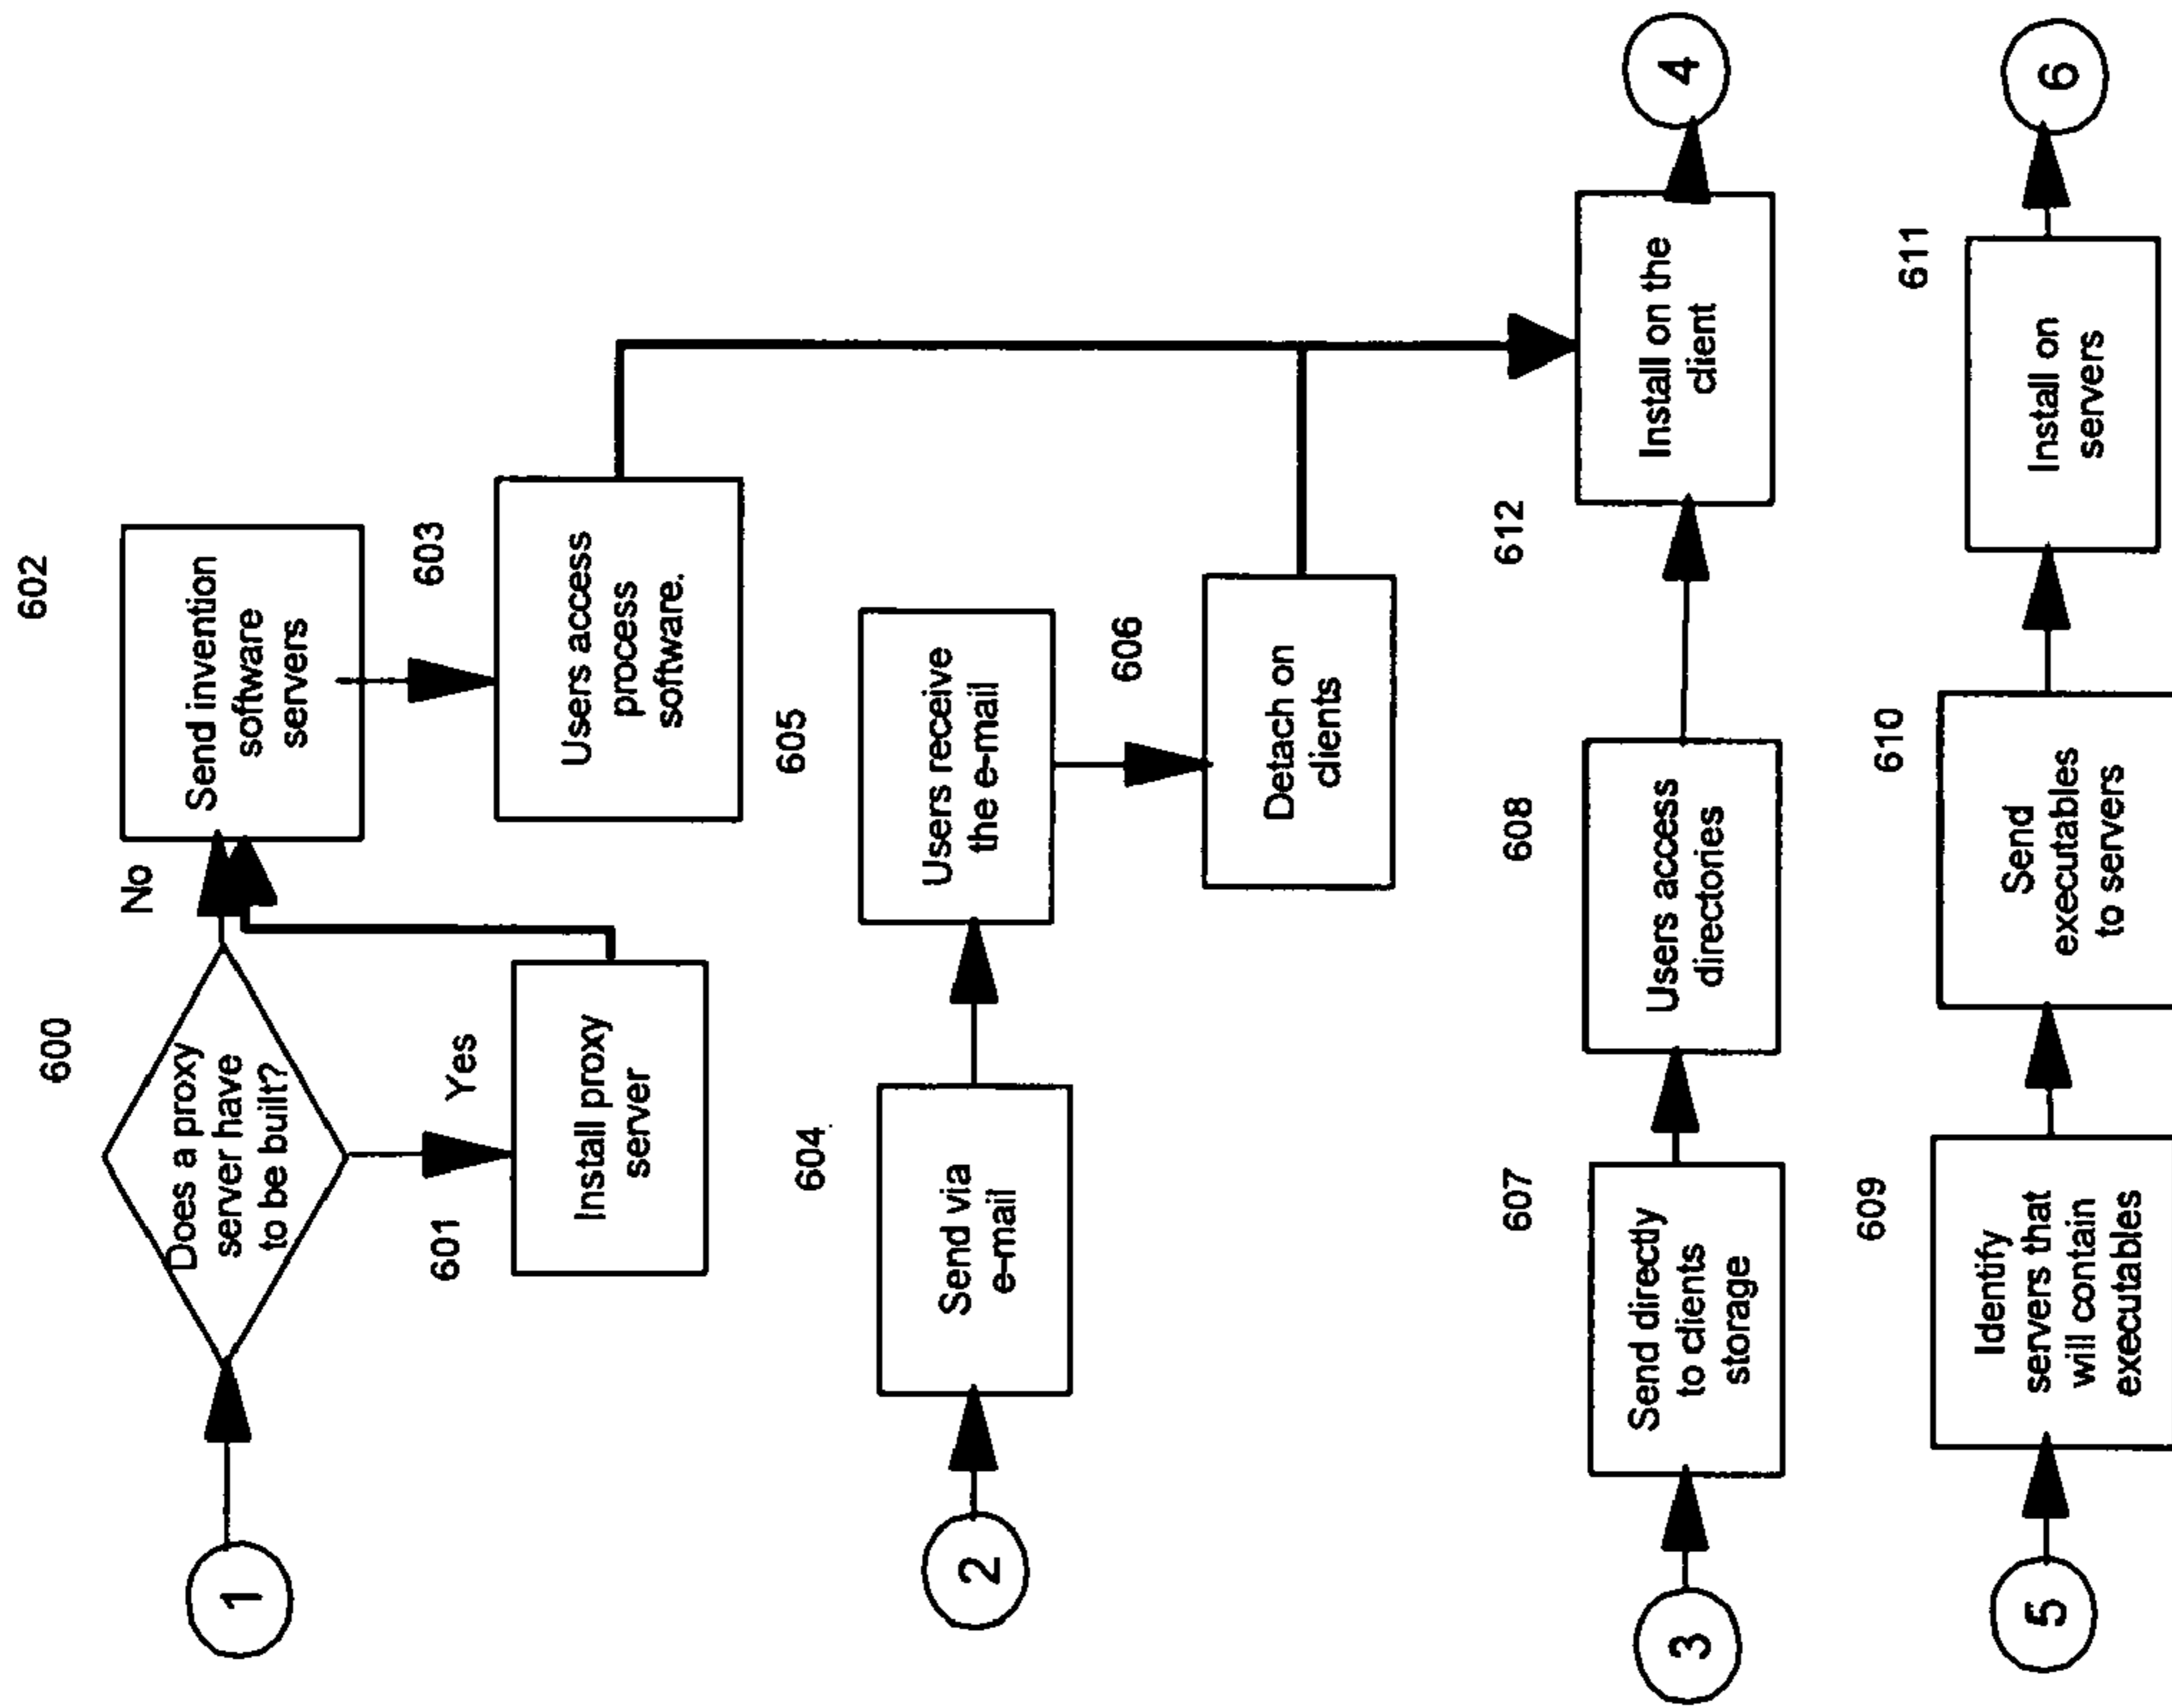 602
600
No
Does a proxy
server have
to be built?
Send invention
software
servers
1
603
Yes
601
Install proxy
server
Users access
process
software.
605
604
Send via
e-mail
Users receive
the e-mail
2
606
Detach on
clients
612
608
607
Send directly
to clients
storage
Users access
directories
Install on the
client
3
4
611
610
609
Identify
servers that
will contain
executables
Send
executables
to servers
Install on
servers
5
6